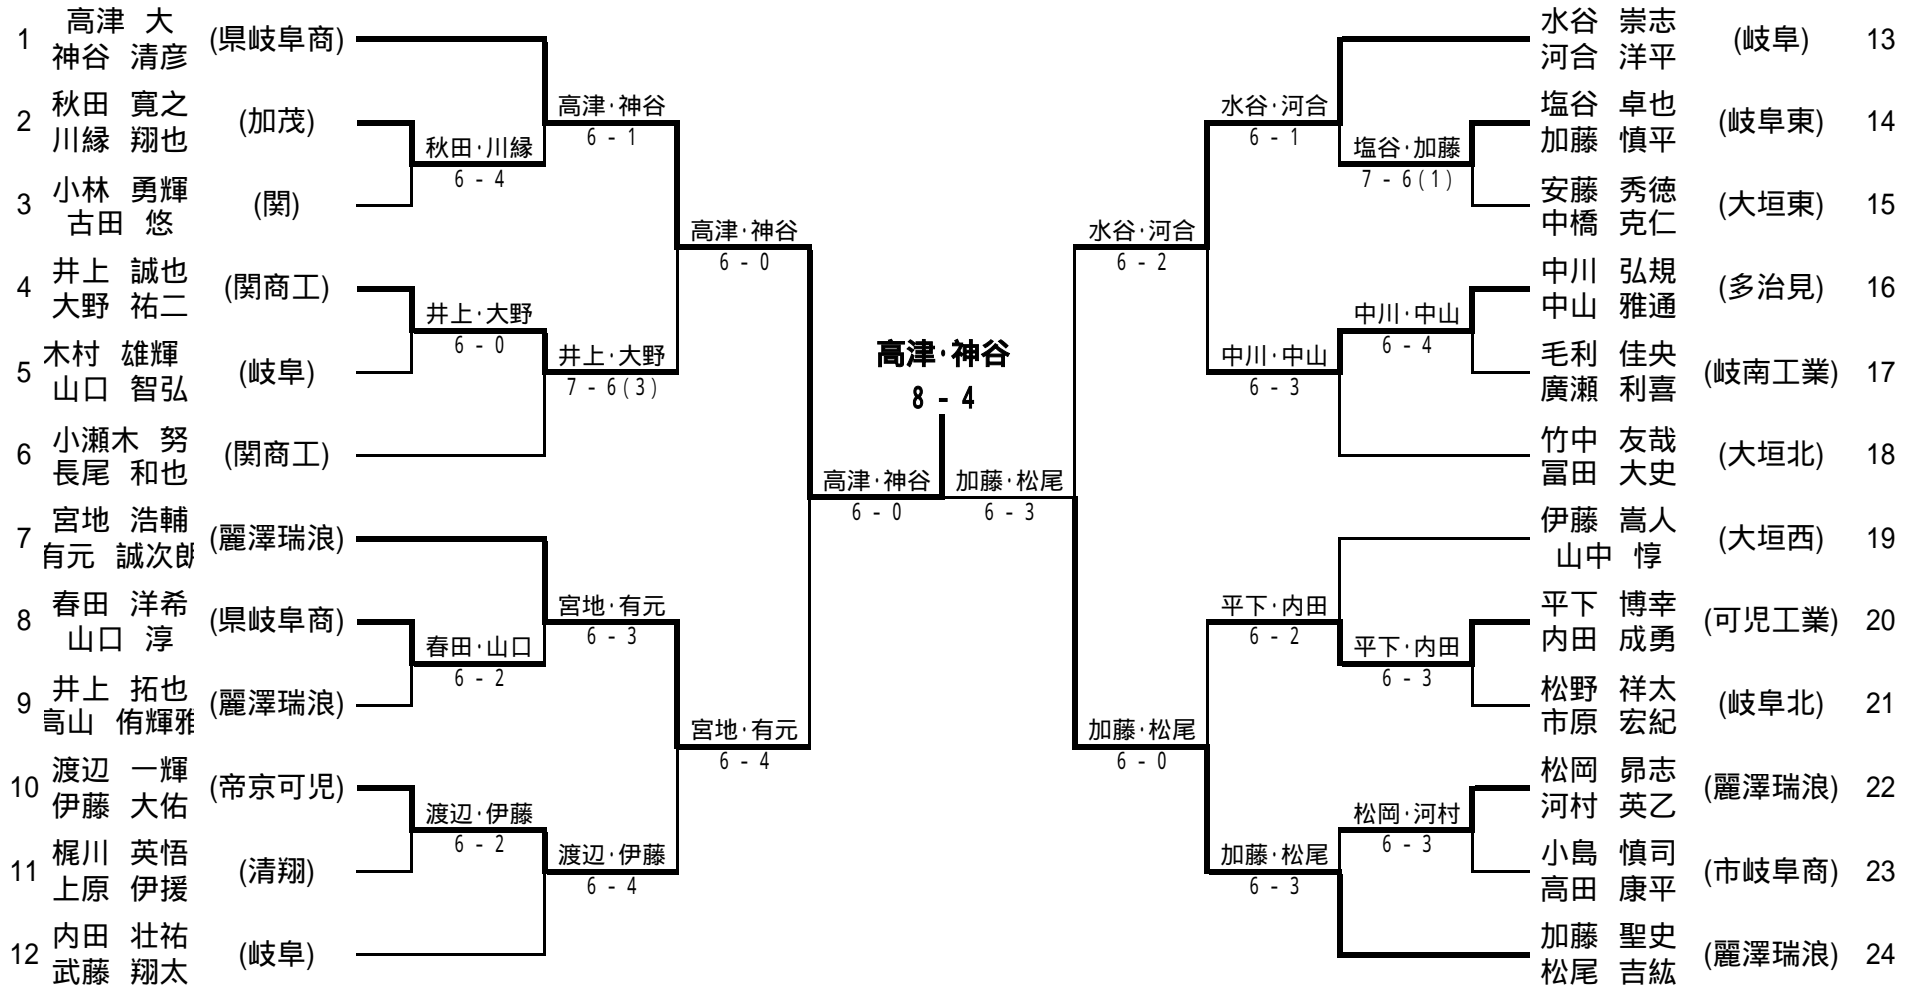 1 高津 大 (県岐阜商)
神谷 清彦
2 秋田 寛之 (加茂)
川縁 翔也
3 小林 勇輝 (関)
古田 悠
4 井上 誠也 (関商工)
大野 祐二
5 木村 雄輝 (岐阜)
山口 智弘
6 小瀬木 努 (関商工)
長尾 和也
7 宮地 浩輔 (麗澤瑞浪)
有元 誠次朗
8 春田 洋希 (県岐阜商)
山口 淳
9 井上 拓也 (麗澤瑞浪)
高山 侑輝雅
10 渡辺 一輝 (帝京可児)
伊藤 大佑
11 梶川 英悟 (清翔)
上原 伊援
12 内田 壮祐 (岐阜)
武藤 翔太
秋田・川縁
6 - 4
井上・大野
6 - 0
春田・山口
6 - 2
渡辺・伊藤
6 - 2
高津・神谷
6 - 1
井上・大野
7 - 6(3)
宮地・有元
6 - 3
渡辺・伊藤
6 - 4
高津・神谷
6 - 0
宮地・有元
6 - 4
高津・神谷
6 - 0
高津・神谷
8 - 4
加藤・松尾
6 - 3
水谷・河合
6 - 2
加藤・松尾
6 - 0
水谷・河合
6 - 1
中川・中山
6 - 3
平下・内田
6 - 2
加藤・松尾
6 - 3
塩谷・加藤
7 - 6(1)
中川・中山
6 - 4
平下・内田
6 - 3
松岡・河村
6 - 3
水谷 崇志 (岐阜) 13
河合 洋平
塩谷 卓也 (岐阜東) 14
加藤 慎平
安藤 秀徳 (大垣東) 15
中橋 克仁
中川 弘規 (多治見) 16
中山 雅通
毛利 佳央 (岐南工業) 17
廣瀬 利喜
竹中 友哉 (大垣北) 18
冨田 大史
伊藤 嵩人 (大垣西) 19
山中 惇
平下 博幸 (可児工業) 20
内田 成勇
松野 祥太 (岐阜北) 21
市原 宏紀
松岡 昴志 (麗澤瑞浪) 22
河村 英乙
小島 慎司 (市岐阜商) 23
高田 康平
加藤 聖史 (麗澤瑞浪) 24
松尾 吉紘